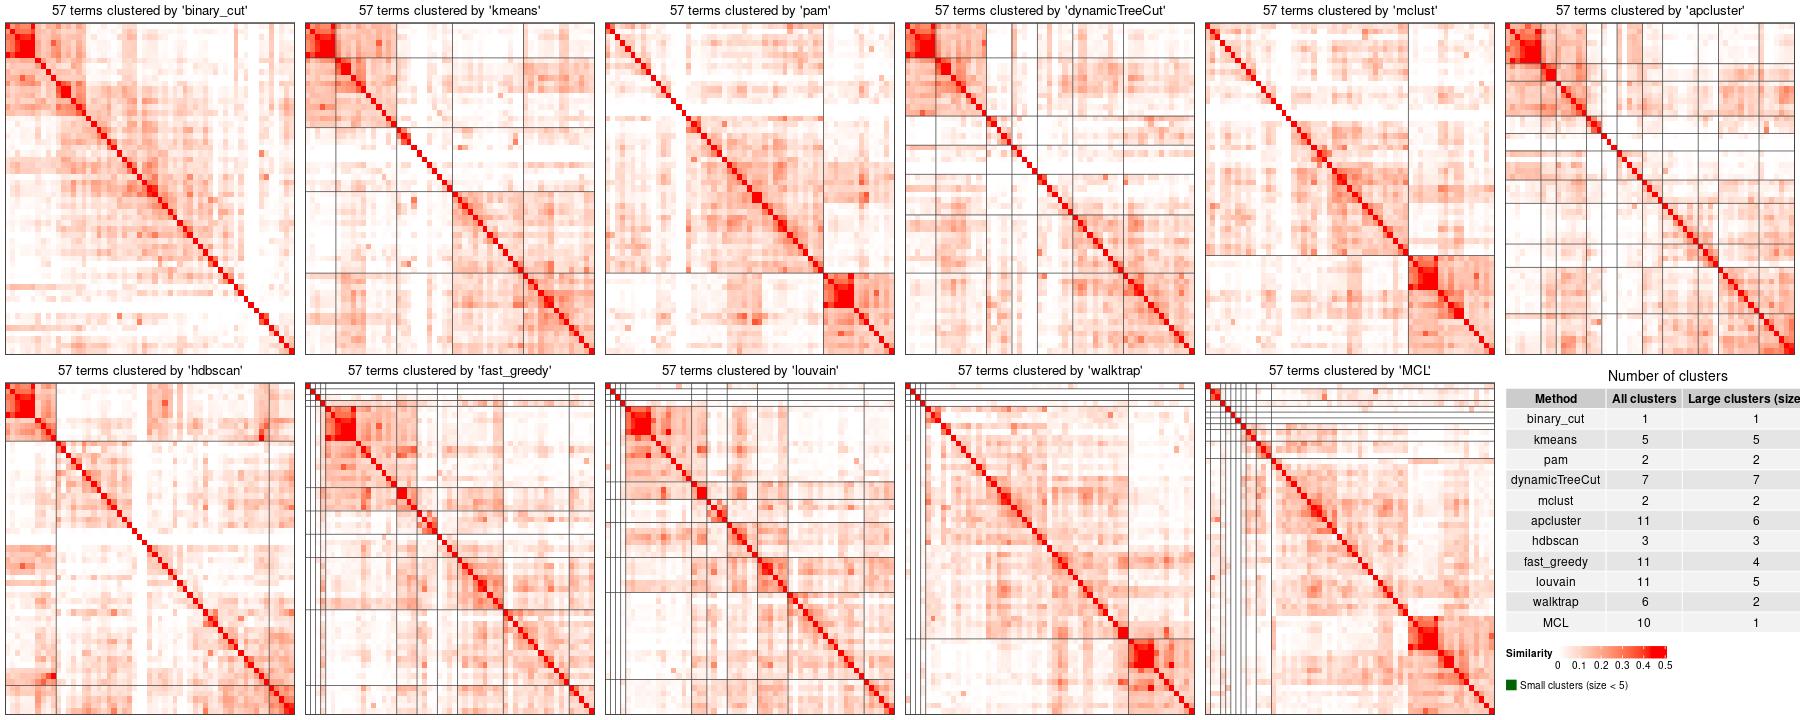 57 terms clustered by 'binary_cut'
57 terms clustered by 'kmeans'
57 terms clustered by 'pam'
57 terms clustered by 'dynamicTreeCut'
57 terms clustered by 'mclust'
57 terms clustered by 'apcluster'
57 terms clustered by 'hdbscan'
57 terms clustered by 'fast_greedy'
57 terms clustered by 'louvain'
57 terms clustered by 'walktrap'
57 terms clustered by 'MCL'
Number of clusters
Method All clusters Large clusters (size
binary_cut 1 1
kmeans 5 5
pam 2 2
dynamicTreeCut 7 7
mclust 2 2
apcluster 11 6
hdbscan 3 3
fast_greedy 11 4
louvain 11 5
walktrap 6 2
MCL 10 1
Similarity
0 0.1 0.2 0.3 0.4 0.5
Small clusters (size < 5)